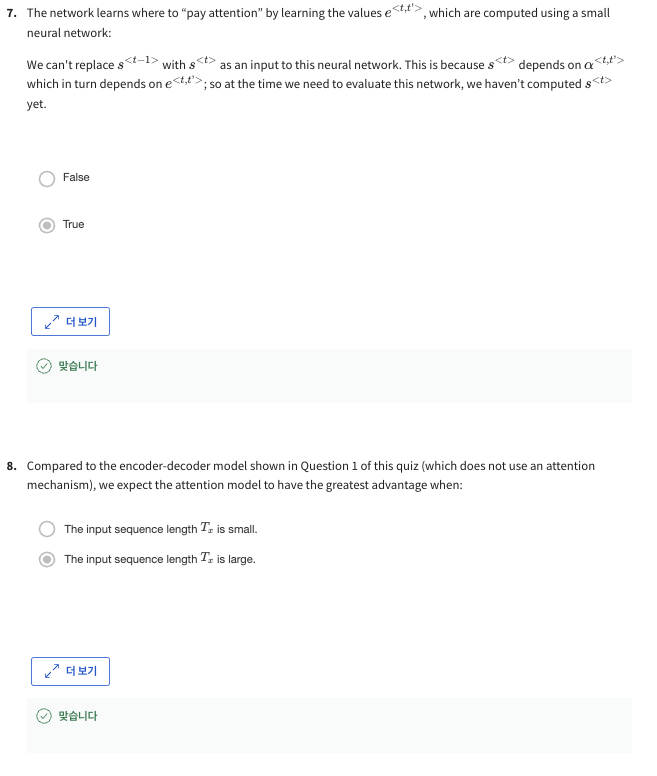 7. The network learns where to “pay attention” by learning the values e<t,t'>, which are computed using a small
neural network:
We can't replace s<t−1> with s<t> as an input to this neural network. This is because s<t> depends on α<t,t'>
which in turn depends on e<t,t'>; so at the time we need to evaluate this network, we haven't computed s<t>
yet.
False
True
더 보기
맞습니다
8. Compared to the encoder-decoder model shown in Question 1 of this quiz (which does not use an attention
mechanism), we expect the attention model to have the greatest advantage when:
The input sequence length Tx is small.
The input sequence length Tx is large.
더 보기
맞습니다